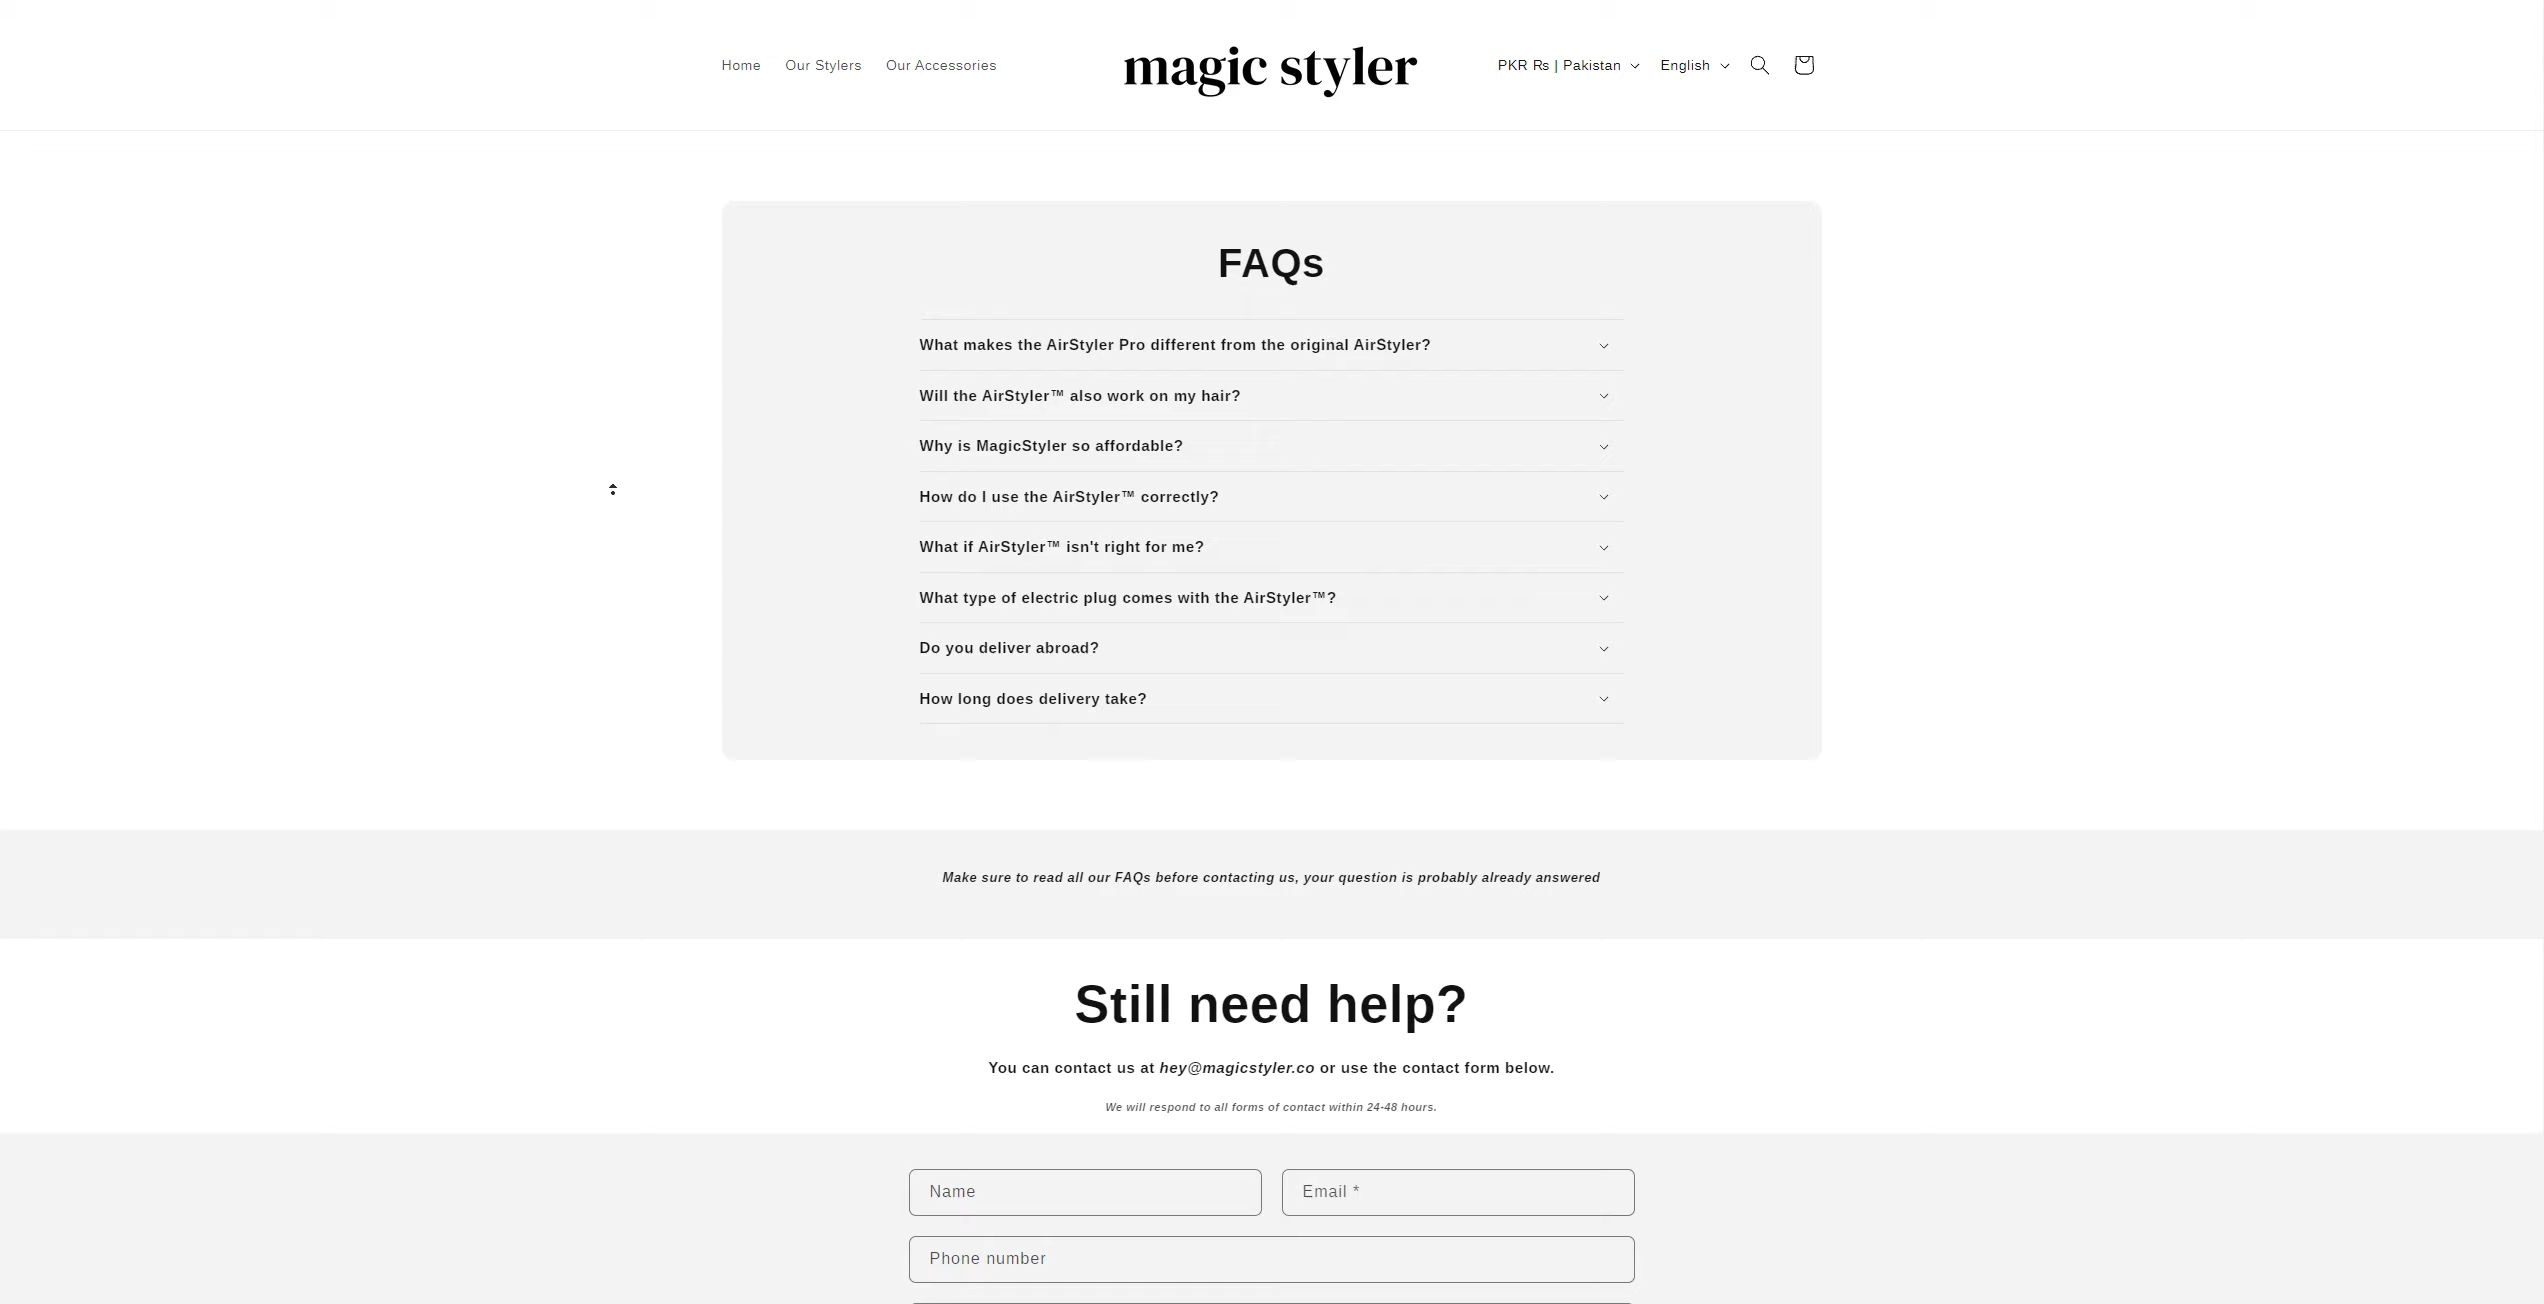 Home Our Stylers Our Accessories
magic styler
PKR ₨ | Pakistan English
FAQs
What makes the AirStyler Pro different from the original AirStyler?
Will the AirStyler™ also work on my hair?
Why is MagicStyler so affordable?
How do I use the AirStyler™ correctly?
What if AirStyler™ isn't right for me?
What type of electric plug comes with the AirStyler™?
Do you deliver abroad?
How long does delivery take?
Make sure to read all our FAQs before contacting us, your question is probably already answered
Still need help?
You can contact us at hey@magicstyler.co or use the contact form below.
We will respond to all forms of contact within 24-48 hours.
Name
Email *
Phone number